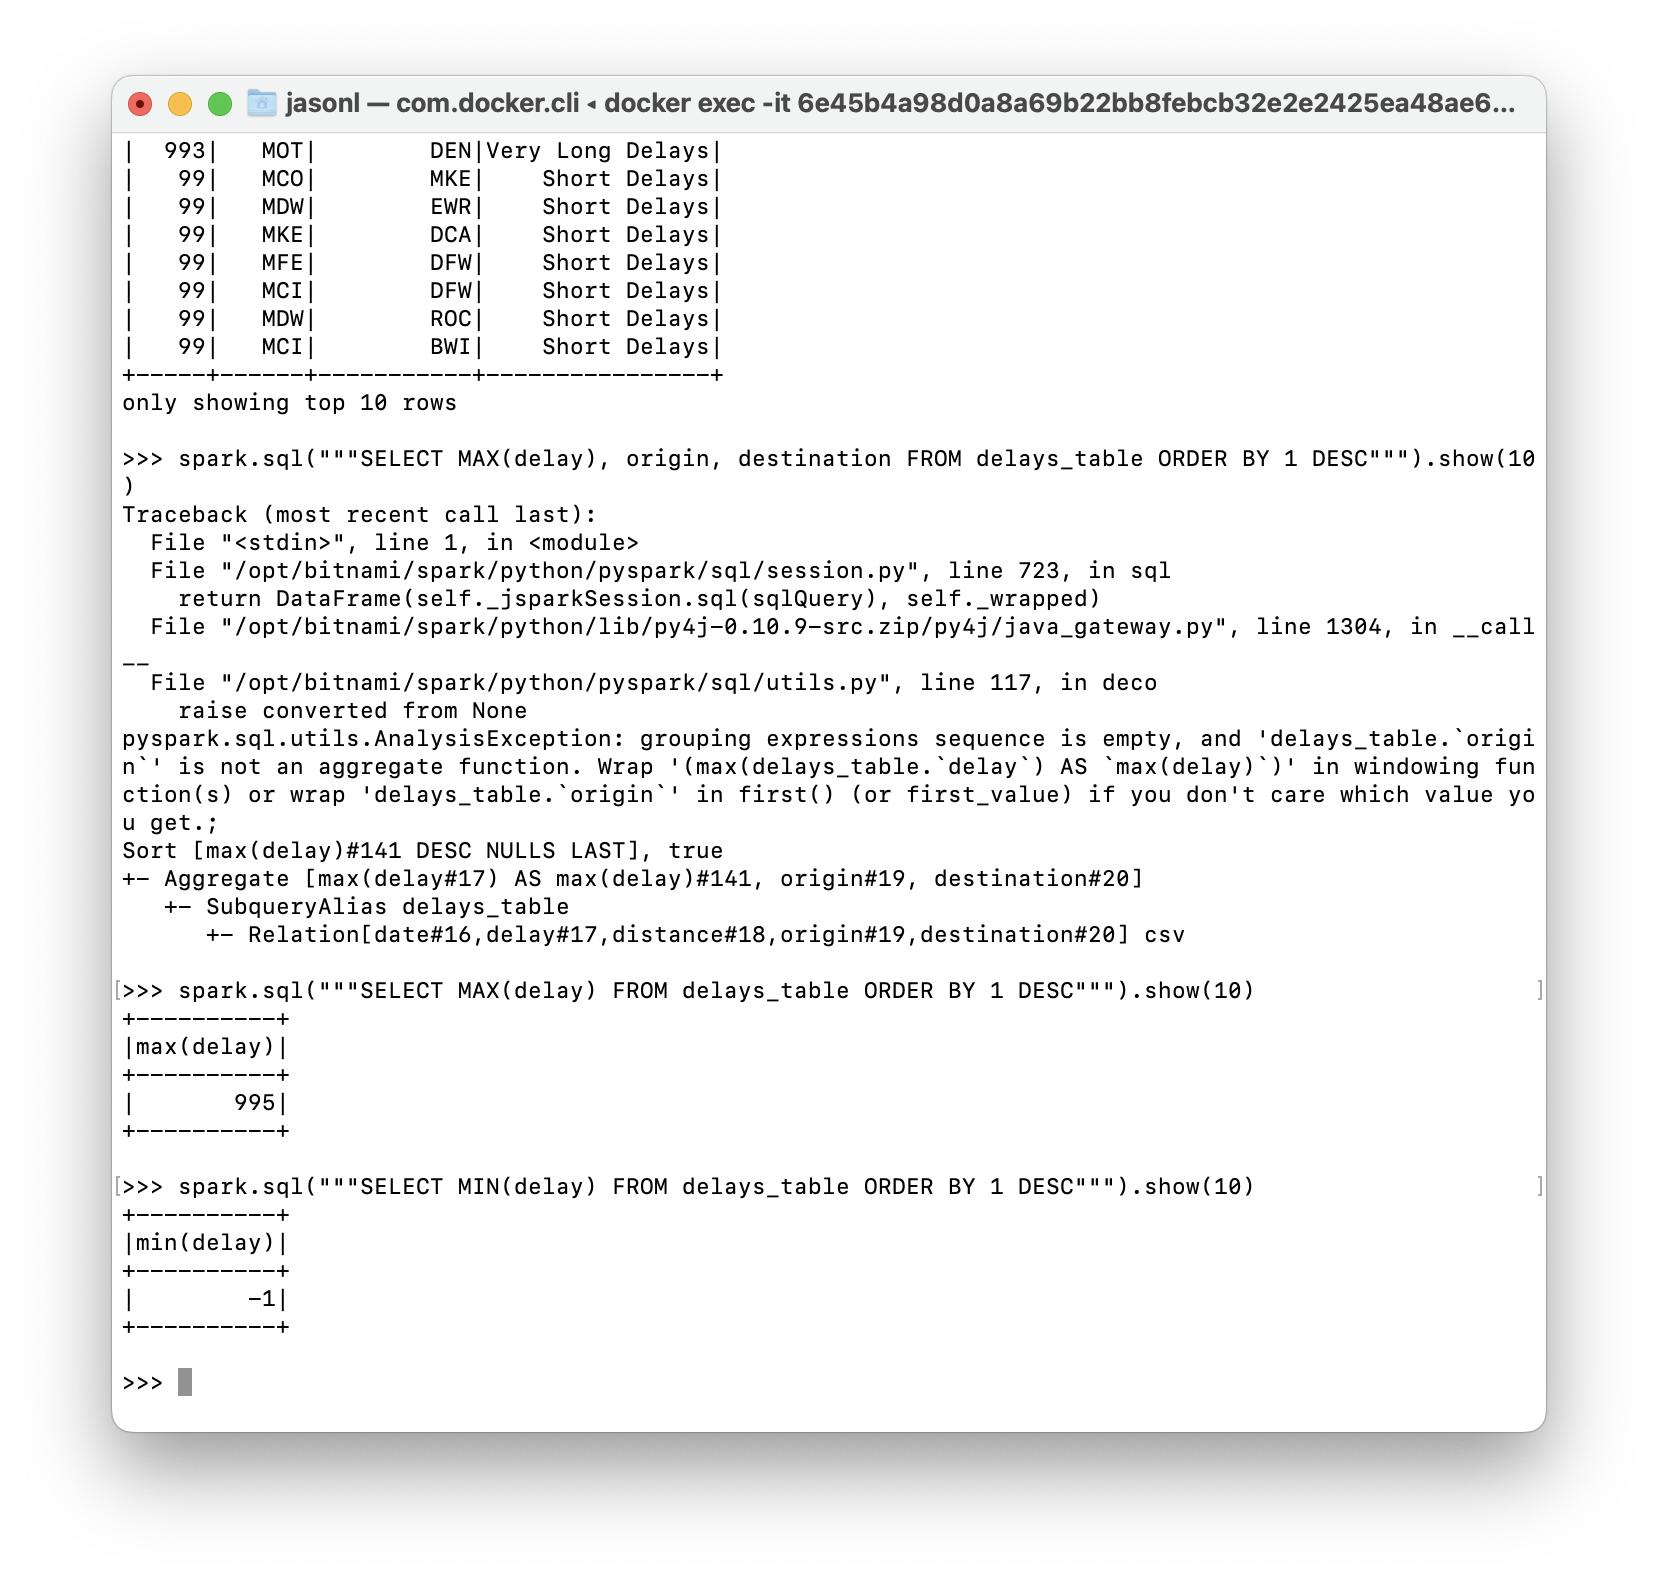 jasonl — com.docker.cli ◂ docker exec -it 6e45b4a98d0a8a69b22bb8febcb32e2e2425ea48ae6...
|  993|   MOT|        DEN|Very Long Delays|
|   99|   MCO|        MKE|    Short Delays|
|   99|   MDW|        EWR|    Short Delays|
|   99|   MKE|        DCA|    Short Delays|
|   99|   MFE|        DFW|    Short Delays|
|   99|   MCI|        DFW|    Short Delays|
|   99|   MDW|        ROC|    Short Delays|
|   99|   MCI|        BWI|    Short Delays|
+-----+------+-----------+----------------+
only showing top 10 rows

>>> spark.sql("""SELECT MAX(delay), origin, destination FROM delays_table ORDER BY 1 DESC""").show(10
)
Traceback (most recent call last):
  File "<stdin>", line 1, in <module>
  File "/opt/bitnami/spark/python/pyspark/sql/session.py", line 723, in sql
    return DataFrame(self._jsparkSession.sql(sqlQuery), self._wrapped)
  File "/opt/bitnami/spark/python/lib/py4j-0.10.9-src.zip/py4j/java_gateway.py", line 1304, in __call
__
  File "/opt/bitnami/spark/python/pyspark/sql/utils.py", line 117, in deco
    raise converted from None
pyspark.sql.utils.AnalysisException: grouping expressions sequence is empty, and 'delays_table.`origi
n`' is not an aggregate function. Wrap '(max(delays_table.`delay`) AS `max(delay)`)' in windowing fun
ction(s) or wrap 'delays_table.`origin`' in first() (or first_value) if you don't care which value yo
u get.;
Sort [max(delay)#141 DESC NULLS LAST], true
+- Aggregate [max(delay#17) AS max(delay)#141, origin#19, destination#20]
   +- SubqueryAlias delays_table
      +- Relation[date#16,delay#17,distance#18,origin#19,destination#20] csv

[>>> spark.sql("""SELECT MAX(delay) FROM delays_table ORDER BY 1 DESC""").show(10) ]
+----------+
|max(delay)|
+----------+
|       995|
+----------+

[>>> spark.sql("""SELECT MIN(delay) FROM delays_table ORDER BY 1 DESC""").show(10) ]
+----------+
|min(delay)|
+----------+
|        -1|
+----------+

>>>